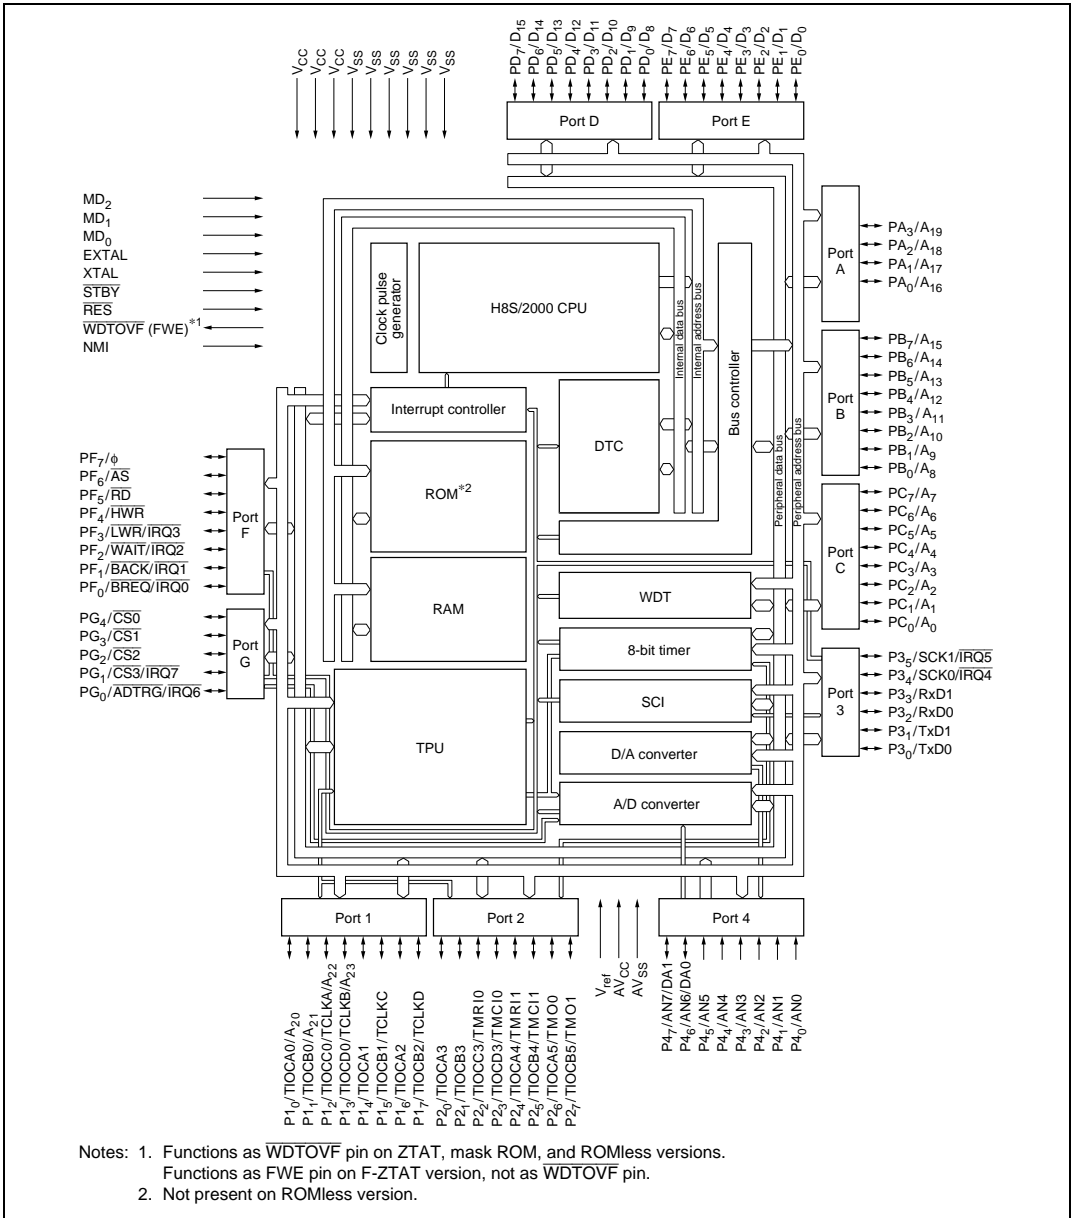 VCC
VCC
VCC
VSS
VSS
VSS
VSS
VSS
VSS
PD7/D15
PD6/D14
PD5/D13
PD4/D12
PD3/D11
PD2/D10
PD1/D9
PD0/D8
PE7/D7
PE6/D6
PE5/D5
PE4/D4
PE3/D3
PE2/D2
PE1/D1
PE0/D0
Port D
Port E
MD2
MD1
MD0
EXTAL
XTAL
STBY
RES
WDTOVF (FWE)*1
NMI
Clock pulse
generator
H8S/2000 CPU
Internal data bus
Internal address bus
Bus controller
Port
A
PA3/A19
PA2/A18
PA1/A17
PA0/A16
Interrupt controller
DTC
Peripheral data bus
Peripheral address bus
Port
B
PB7/A15
PB6/A14
PB5/A13
PB4/A12
PB3/A11
PB2/A10
PB1/A9
PB0/A8
PF7/ϕ
PF6/AS
PF5/RD
PF4/HWR
PF3/LWR/IRQ3
PF2/WAIT/IRQ2
PF1/BACK/IRQ1
PF0/BREQ/IRQ0
Port
F
ROM*2
Port
C
PC7/A7
PC6/A6
PC5/A5
PC4/A4
PC3/A3
PC2/A2
PC1/A1
PC0/A0
PG4/CS0
PG3/CS1
PG2/CS2
PG1/CS3/IRQ7
PG0/ADTRG/IRQ6
Port
G
RAM
WDT
8-bit timer
SCI
D/A converter
A/D converter
TPU
Port
3
P35/SCK1/IRQ5
P34/SCK0/IRQ4
P33/RxD1
P32/RxD0
P31/TxD1
P30/TxD0
Port 1
Port 2
Port 4
P10/TIOCA0/A20
P11/TIOCB0/A21
P12/TIOCC0/TCLKA/A22
P13/TIOCD0/TCLKB/A23
P14/TIOCA1
P15/TIOCB1/TCLKC
P16/TIOCA2
P17/TIOCB2/TCLKD
P20/TIOCA3
P21/TIOCB3
P22/TIOCC3/TMRI0
P23/TIOCD3/TMCI0
P24/TIOCA4/TMRI1
P25/TIOCB4/TMCI1
P26/TIOCA5/TMO0
P27/TIOCB5/TMO1
Vref
AVCC
AVSS
P47/AN7/DA1
P46/AN6/DA0
P45/AN5
P44/AN4
P43/AN3
P42/AN2
P41/AN1
P40/AN0
Notes: 1. Functions as WDTOVF pin on ZTAT, mask ROM, and ROMless versions.
Functions as FWE pin on F-ZTAT version, not as WDTOVF pin.
2. Not present on ROMless version.